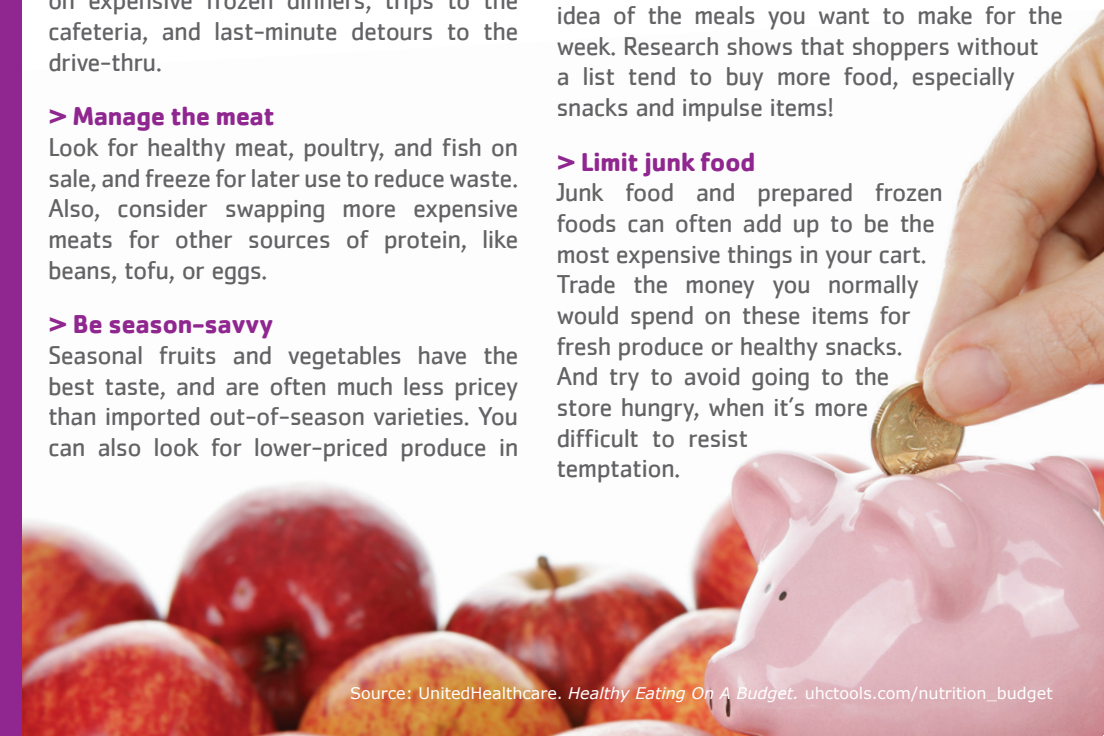 on expensive frozen dinners, trips to the
cafeteria, and last-minute detours to the
drive-thru.
> Manage the meat
Look for healthy meat, poultry, and fish on
sale, and freeze for later use to reduce waste.
Also, consider swapping more expensive
meats for other sources of protein, like
beans, tofu, or eggs.
> Be season-savvy
Seasonal fruits and vegetables have the
best taste, and are often much less pricey
than imported out-of-season varieties. You
can also look for lower-priced produce in
idea of the meals you want to make for the
week. Research shows that shoppers without
a list tend to buy more food, especially
snacks and impulse items!
> Limit junk food
Junk food and prepared frozen
foods can often add up to be the
most expensive things in your cart.
Trade the money you normally
would spend on these items for
fresh produce or healthy snacks.
And try to avoid going to the
store hungry, when it's more
difficult to resist
temptation.
Source: UnitedHealthcare. Healthy Eating On A Budget. uhctools.com/nutrition_budget